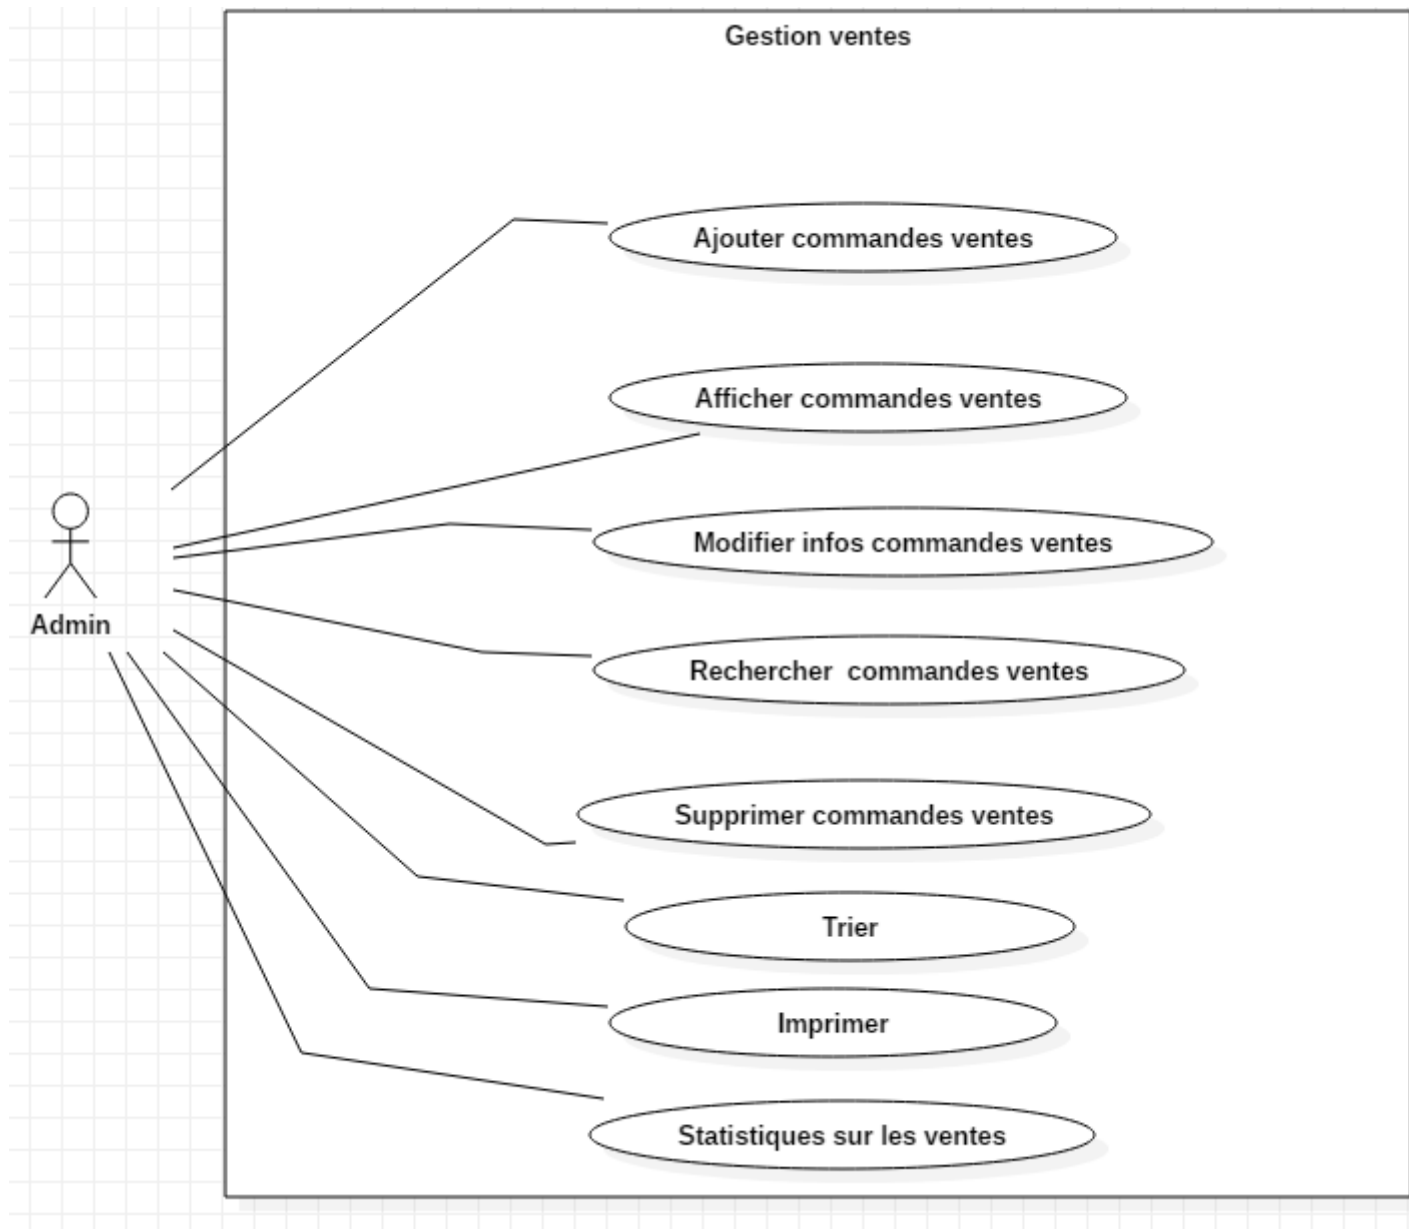 Gestion ventes
Ajouter commandes ventes
Afficher commandes ventes
Modifier infos commandes ventes
Admin
Rechercher  commandes ventes
Supprimer commandes ventes
Trier
Imprimer
Statistiques sur les ventes